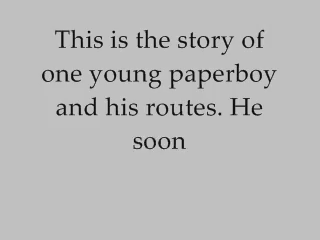 This is the story of
one young paperboy
and his routes. He
soon